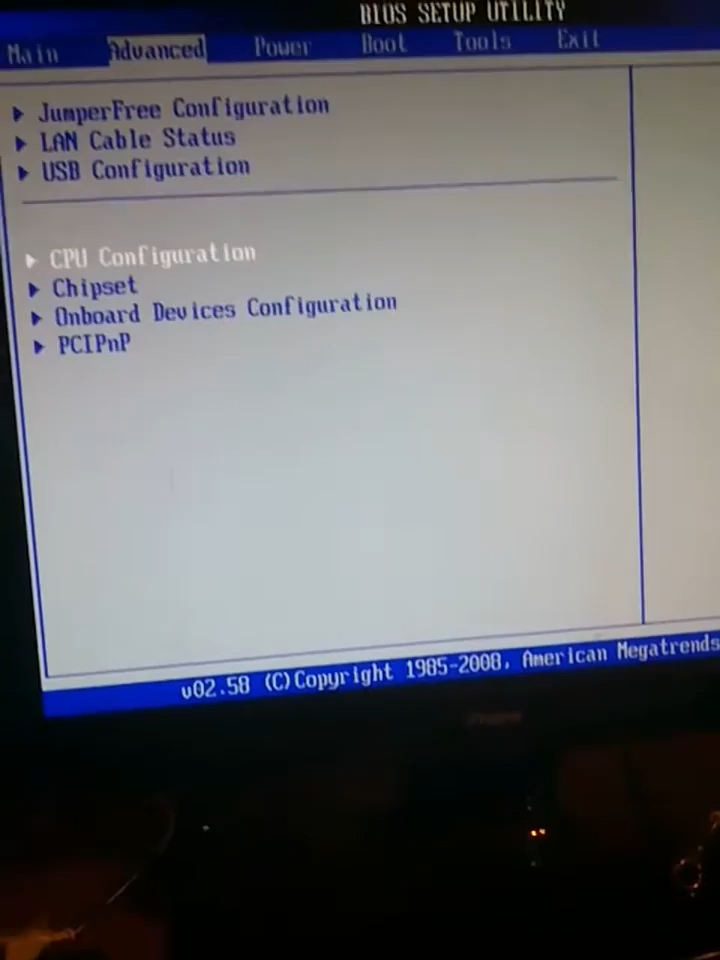 BIOS SETUP UTILITY
Main Advanced Power Boot Tools Exit
JumperFree Configuration
LAN Cable Status
USB Configuration
CPU Configuration
Chipset
Onboard Devices Configuration
PCIPnP
v02.58 (C)Copyright 1985-2008, American Megatrends